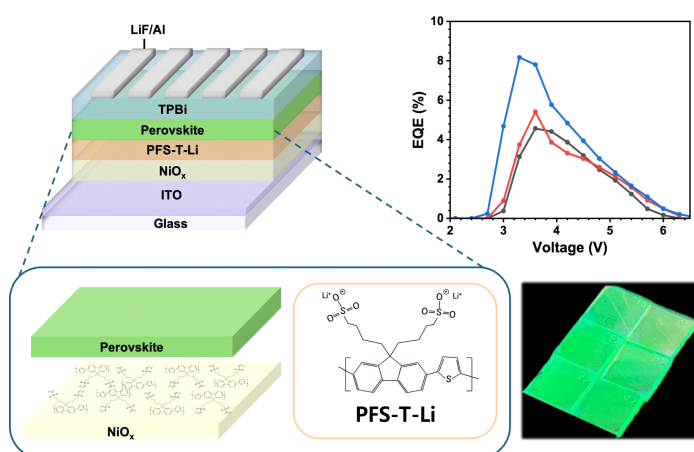 LiF/Al
TPBi
Perovskite
PFS-T-Li
NiOx
ITO
Glass
10
8
6
4
2
0
EQE (%)
2 3 4 5 6
Voltage (V)
Perovskite
NiOx
Li⁺ O⊖ O⊖ Li⁺
O S S O
O O
S
n
PFS-T-Li